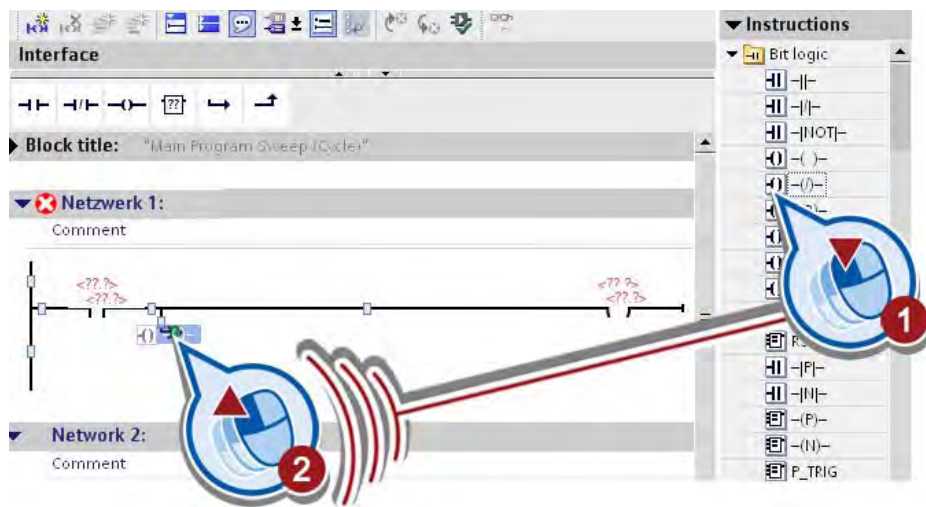 Interface
Block title: "Main Program Sweep (Cycle)"
Netzwerk 1:
Comment
<??.?>
<??.?>
<??.?>
<??.?>
??
-()
2
Network 2:
Comment
Instructions
Bit logic
-||-
-|/|-
-|NOT|-
-( )-
-(/)-
1
-|P|-
-|N|-
-(P)-
-(N)-
P_TRIG